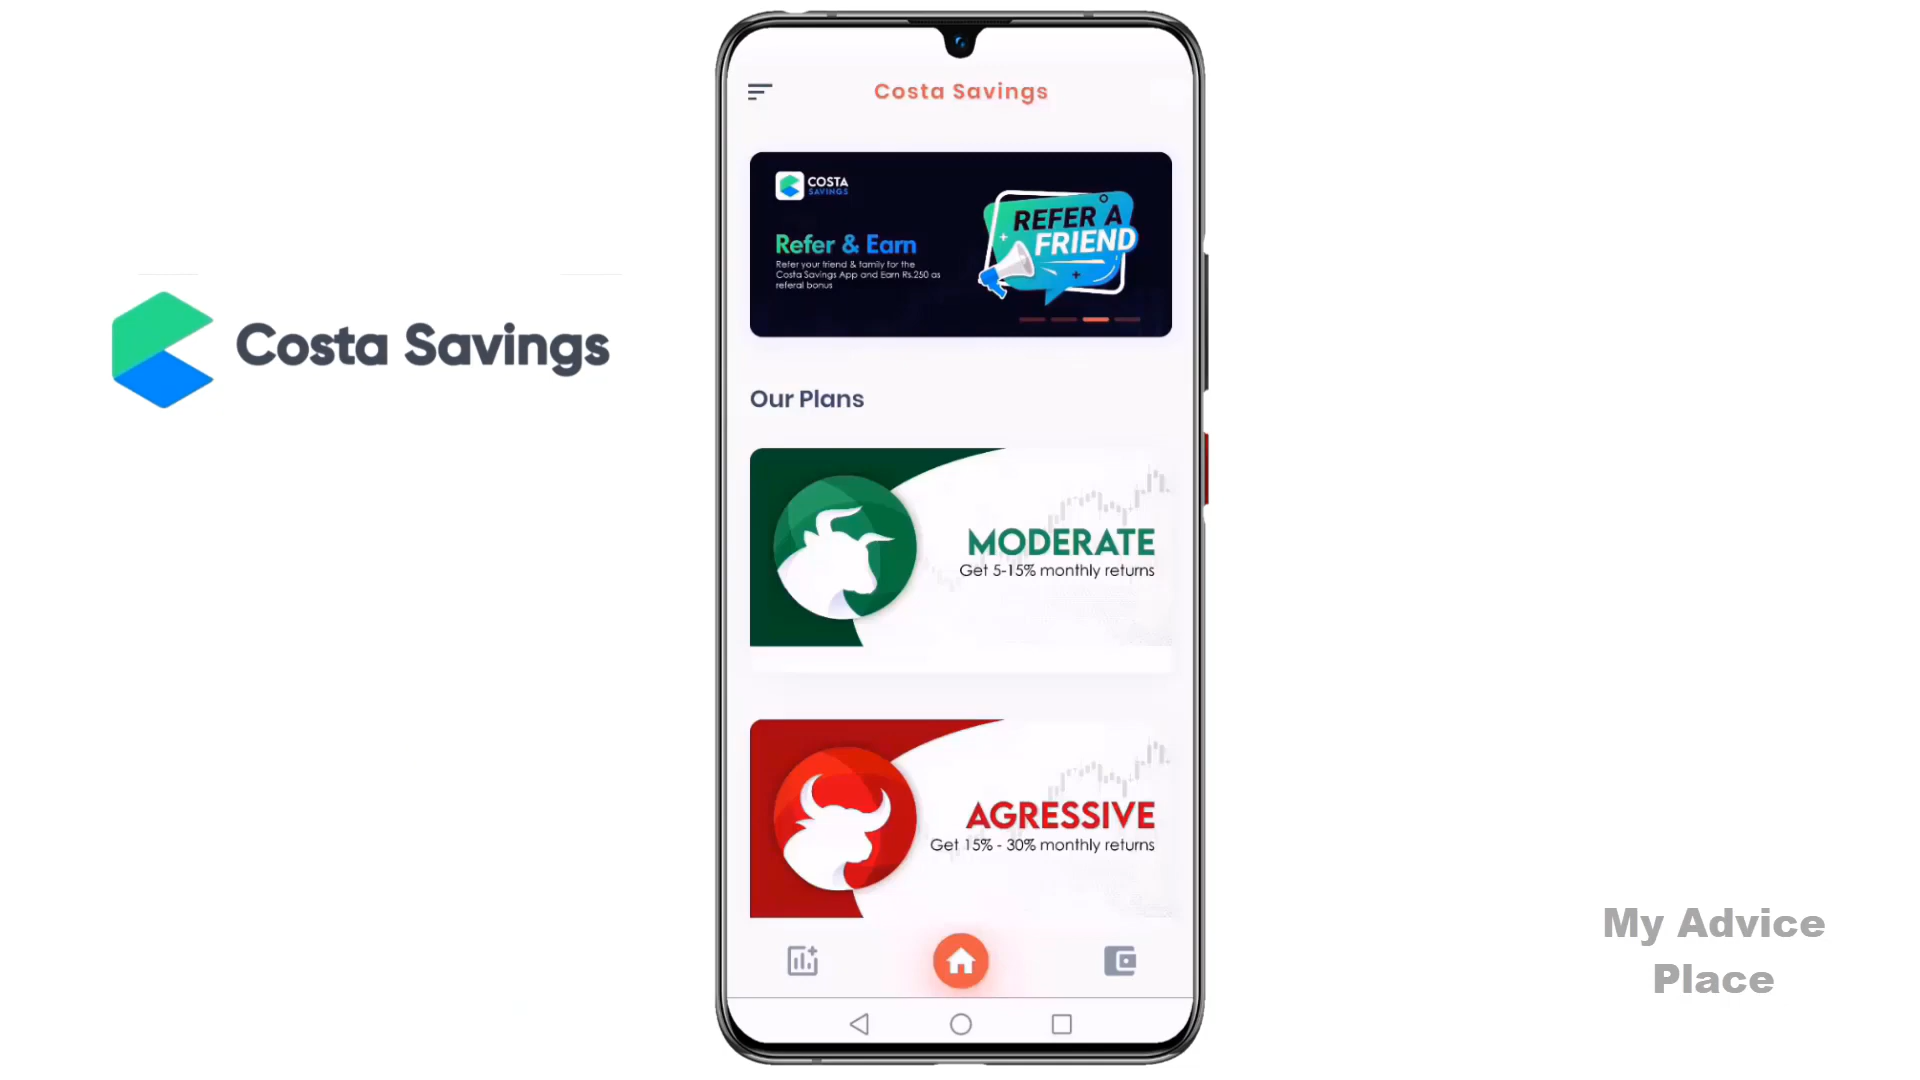 Costa Savings
Costa Savings
COSTA
SAVINGS
Refer & Earn
Refer your friend & family for the
Costa Savings App and Earn Rs.250 as
referal bonus
REFER A
FRIEND
Our Plans
MODERATE
Get 5-15% monthly returns
AGRESSIVE
Get 15% - 30% monthly returns
My Advice
Place